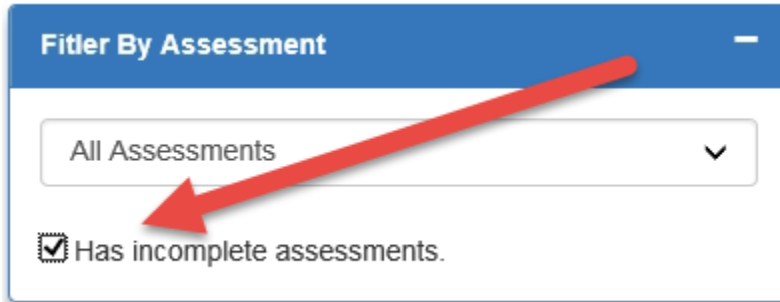 Fitler By Assessment
All Assessments
Has incomplete assessments.